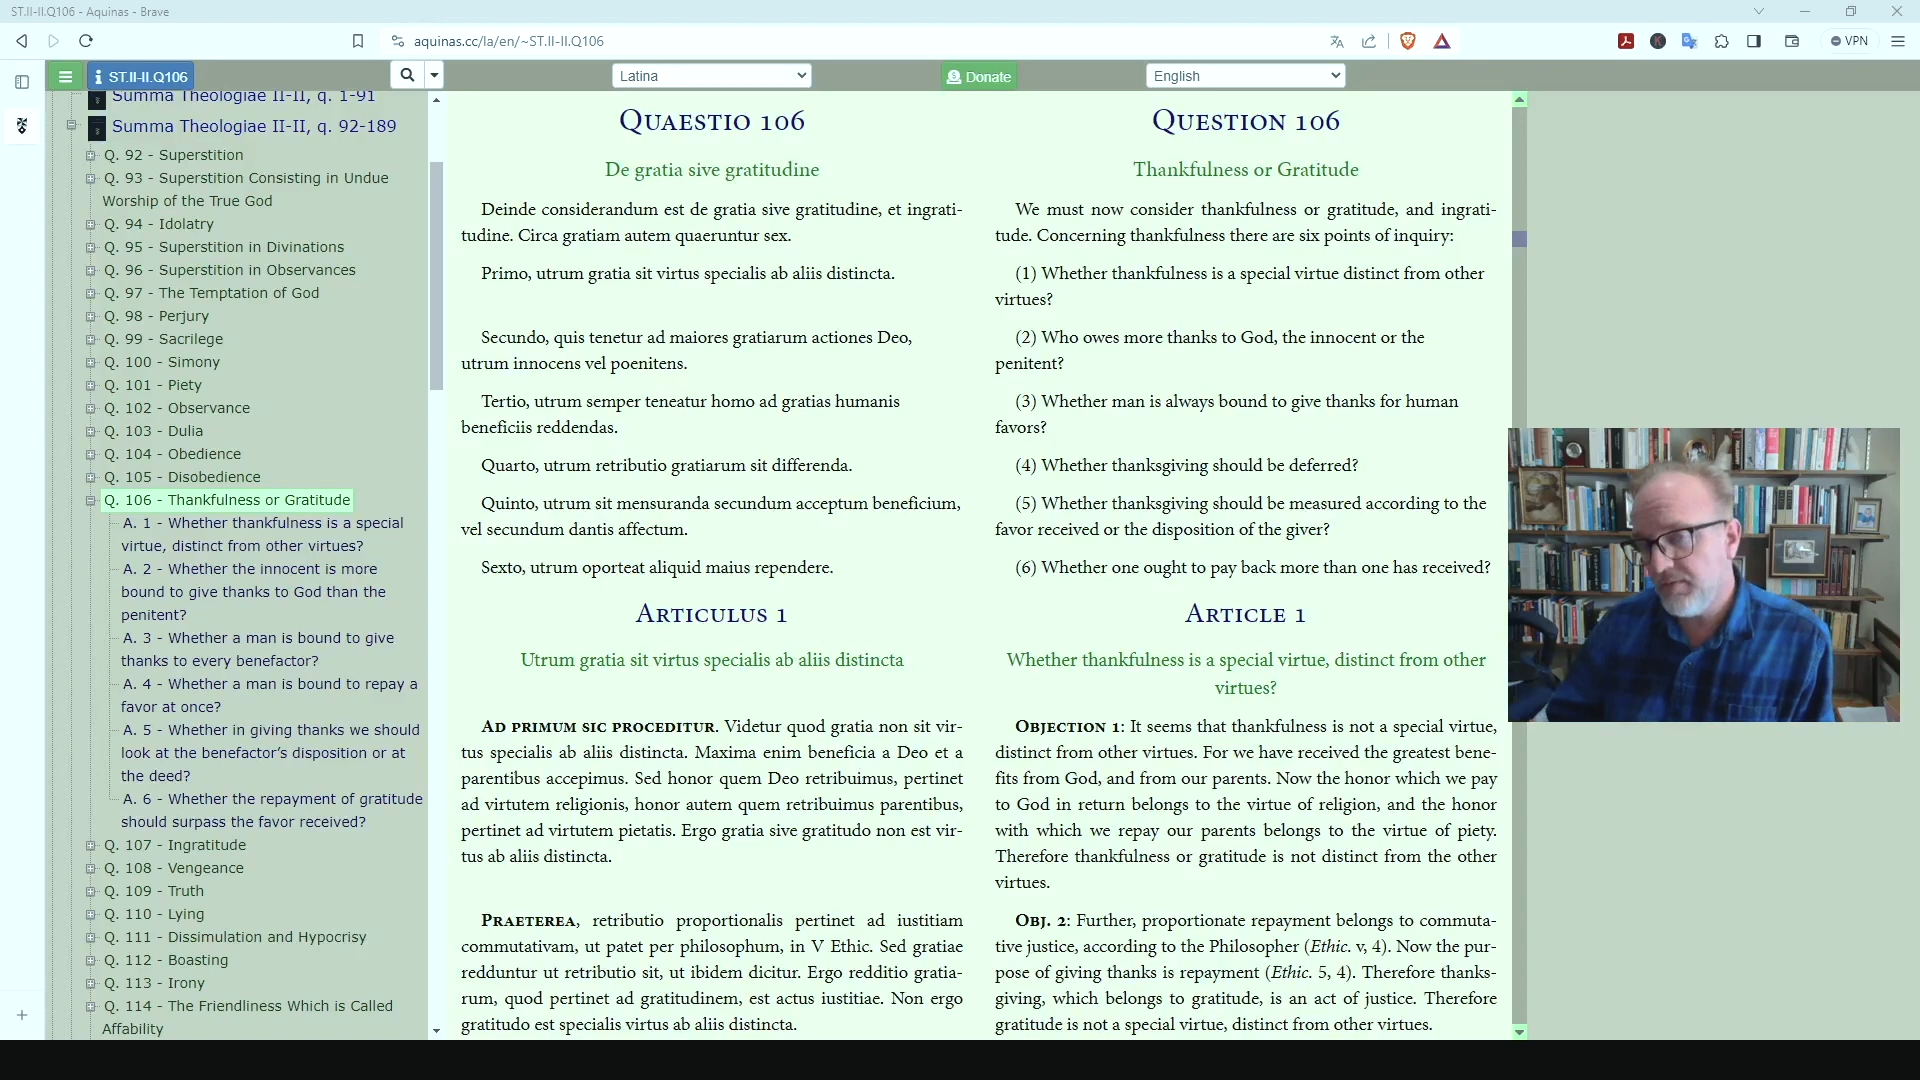 ST.II-II.Q106 - Aquinas - Brave
aquinas.cc/la/en/~ST.II-II.Q106
VPN
ST.II-II.Q106
Latina
Donate
English
Summa Theologiae II-II, q. 1-91
Summa Theologiae II-II, q. 92-189
Q. 92 - Superstition
Q. 93 - Superstition Consisting in Undue
Worship of the True God
Q. 94 - Idolatry
Q. 95 - Superstition in Divinations
Q. 96 - Superstition in Observances
Q. 97 - The Temptation of God
Q. 98 - Perjury
Q. 99 - Sacrilege
Q. 100 - Simony
Q. 101 - Piety
Q. 102 - Observance
Q. 103 - Dulia
Q. 104 - Obedience
Q. 105 - Disobedience
Q. 106 - Thankfulness or Gratitude
A. 1 - Whether thankfulness is a special
virtue, distinct from other virtues?
A. 2 - Whether the innocent is more
bound to give thanks to God than the
penitent?
A. 3 - Whether a man is bound to give
thanks to every benefactor?
A. 4 - Whether a man is bound to repay a
favor at once?
A. 5 - Whether in giving thanks we should
look at the benefactor’s disposition or at
the deed?
A. 6 - Whether the repayment of gratitude
should surpass the favor received?
Q. 107 - Ingratitude
Q. 108 - Vengeance
Q. 109 - Truth
Q. 110 - Lying
Q. 111 - Dissimulation and Hypocrisy
Q. 112 - Boasting
Q. 113 - Irony
Q. 114 - The Friendliness Which is Called
Affability
Quaestio 106
De gratia sive gratitudine
Deinde considerandum est de gratia sive gratitudine, et ingrati-
tudine. Circa gratiam autem quaeruntur sex.
Primo, utrum gratia sit virtus specialis ab aliis distincta.
Secundo, quis tenetur ad maiores gratiarum actiones Deo,
utrum innocens vel poenitens.
Tertio, utrum semper teneatur homo ad gratias humanis
beneficiis reddendas.
Quarto, utrum retributio gratiarum sit differenda.
Quinto, utrum sit mensuranda secundum acceptum beneficium,
vel secundum dantis affectum.
Sexto, utrum oporteat aliquid maius rependere.
Articulus 1
Utrum gratia sit virtus specialis ab aliis distincta
Ad primum sic proceditur. Videtur quod gratia non sit vir-
tus specialis ab aliis distincta. Maxima enim beneficia a Deo et a
parentibus accepimus. Sed honor quem Deo retribuimus, pertinet
ad virtutem religionis, honor autem quem retribuimus parentibus,
pertinet ad virtutem pietatis. Ergo gratia sive gratitudo non est vir-
tus ab aliis distincta.
Praeterea, retributio proportionalis pertinet ad iustitiam
commutativam, ut patet per philosophum, in V Ethic. Sed gratiae
redduntur ut retributio sit, ut ibidem dicitur. Ergo redditio gratia-
rum, quod pertinet ad gratitudinem, est actus iustitiae. Non ergo
gratitudo est specialis virtus ab aliis distincta.
Question 106
Thankfulness or Gratitude
We must now consider thankfulness or gratitude, and ingrati-
tude. Concerning thankfulness there are six points of inquiry:
(1) Whether thankfulness is a special virtue distinct from other
virtues?
(2) Who owes more thanks to God, the innocent or the
penitent?
(3) Whether man is always bound to give thanks for human
favors?
(4) Whether thanksgiving should be deferred?
(5) Whether thanksgiving should be measured according to the
favor received or the disposition of the giver?
(6) Whether one ought to pay back more than one has received?
Article 1
Whether thankfulness is a special virtue, distinct from other
virtues?
Objection 1: It seems that thankfulness is not a special virtue,
distinct from other virtues. For we have received the greatest bene-
fits from God, and from our parents. Now the honor which we pay
to God in return belongs to the virtue of religion, and the honor
with which we repay our parents belongs to the virtue of piety.
Therefore thankfulness or gratitude is not distinct from the other
virtues.
Obj. 2: Further, proportionate repayment belongs to commuta-
tive justice, according to the Philosopher (Ethic. v, 4). Now the pur-
pose of giving thanks is repayment (Ethic. 5, 4). Therefore thanks-
giving, which belongs to gratitude, is an act of justice. Therefore
gratitude is not a special virtue, distinct from other virtues.